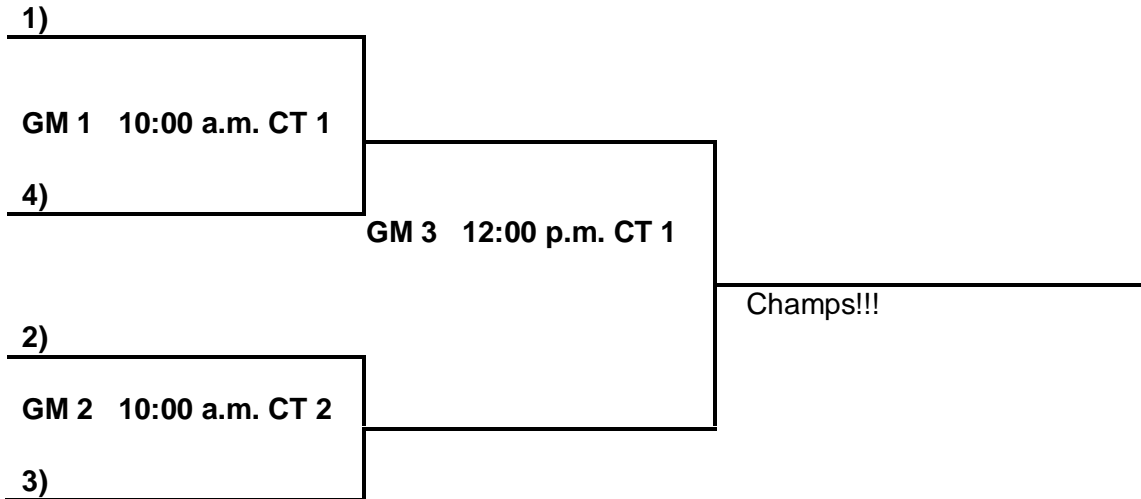 1)
GM 1 10:00 a.m. CT 1
4)
GM 3 12:00 p.m. CT 1
Champs!!!
2)
GM 2 10:00 a.m. CT 2
3)